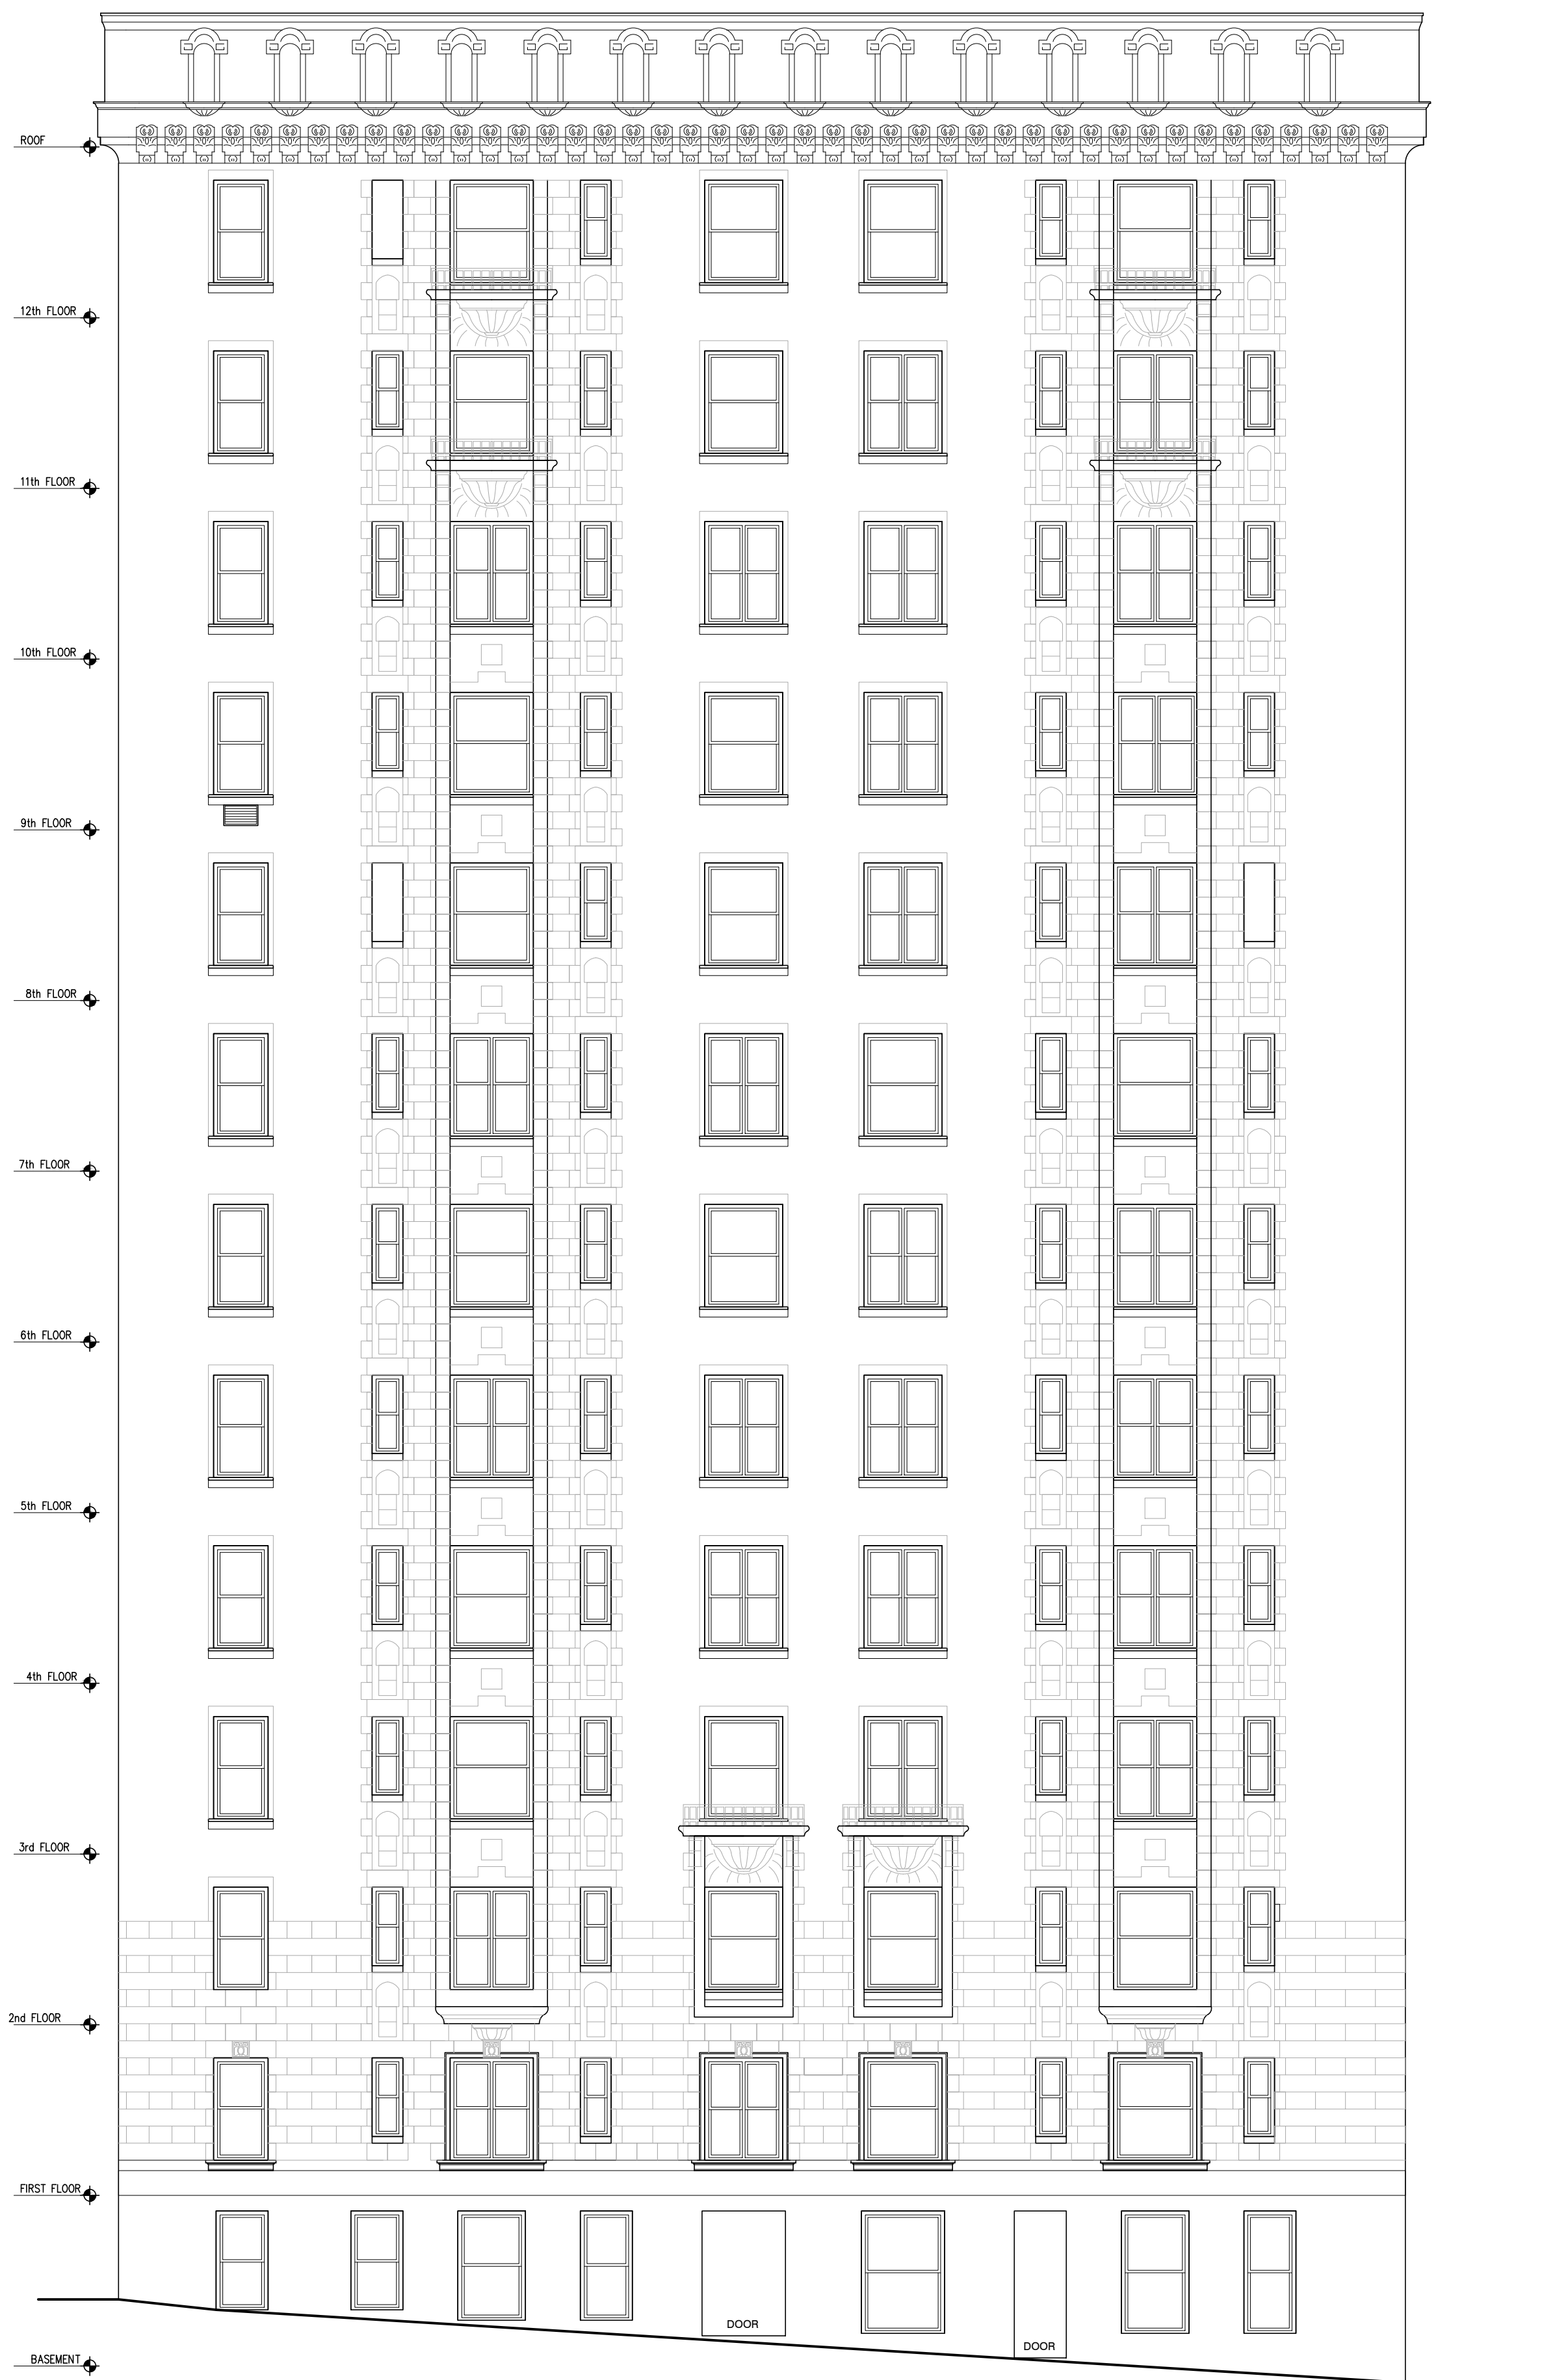 ROOF
12th FLOOR
11th FLOOR
10th FLOOR
9th FLOOR
8th FLOOR
7th FLOOR
6th FLOOR
5th FLOOR
4th FLOOR
3rd FLOOR
2nd FLOOR
FIRST FLOOR
DOOR
DOOR
BASEMENT